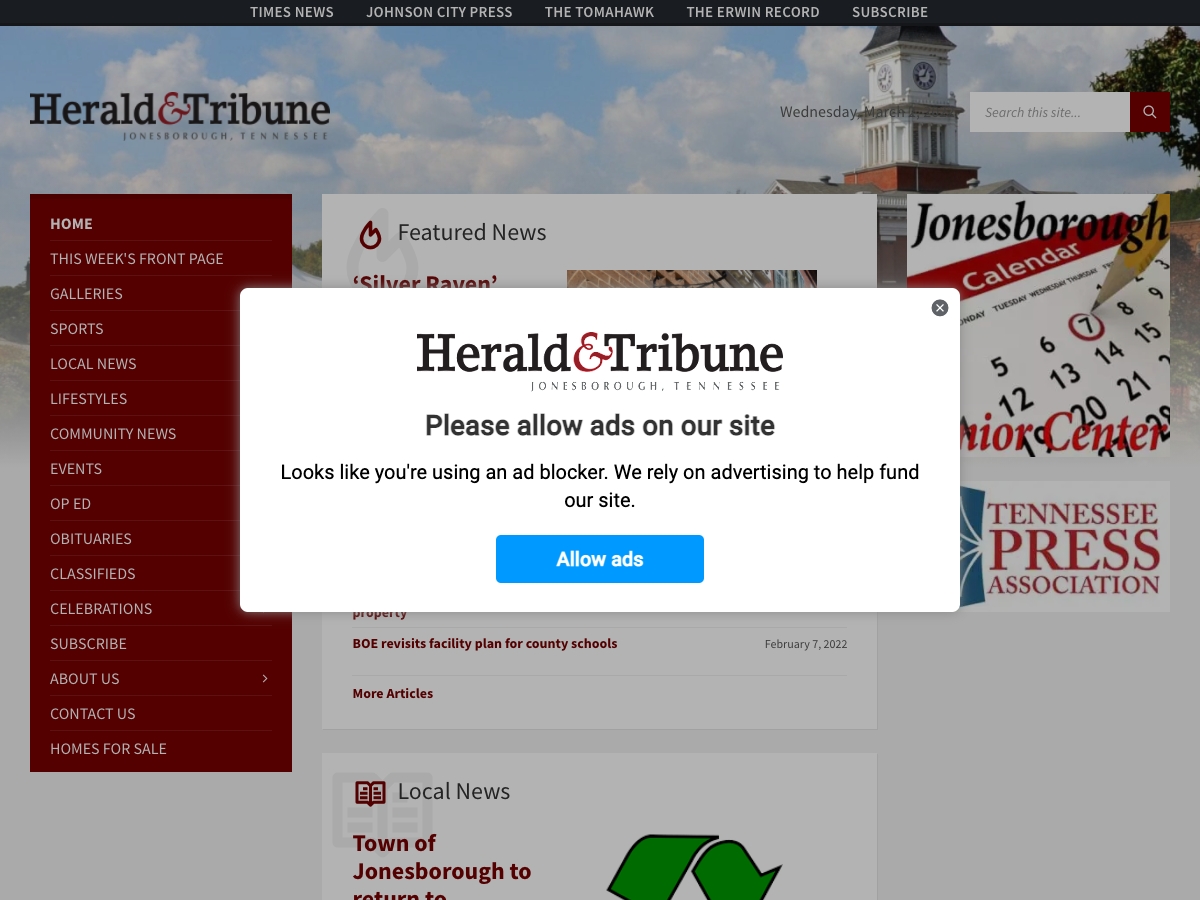 TIMES NEWS JOHNSON CITY PRESS THE TOMAHAWK THE ERWIN RECORD SUBSCRIBE
Herald&Tribune
JONESBOROUGH, TENNESSEE
Wednesday, March
Search this site...
HOME
THIS WEEK'S FRONT PAGE
GALLERIES
SPORTS
LOCAL NEWS
LIFESTYLES
COMMUNITY NEWS
EVENTS
OP ED
OBITUARIES
CLASSIFIEDS
CELEBRATIONS
SUBSCRIBE
ABOUT US
CONTACT US
HOMES FOR SALE
Featured News
‘Silver Raven’
Herald&Tribune
JONESBOROUGH, TENNESSEE
Please allow ads on our site
Looks like you're using an ad blocker. We rely on advertising to help fund
our site.
Allow ads
property
BOE revisits facility plan for county schools February 7, 2022
More Articles
Local News
Town of
Jonesborough to
return to
Jonesborough
Calendar
TUESDAY WEDNESDAY THURSDAY
1 2 3
5 6 7 8 9
12 13 14 15
19 20 21 22
Center
TENNESSEE
PRESS
ASSOCIATION